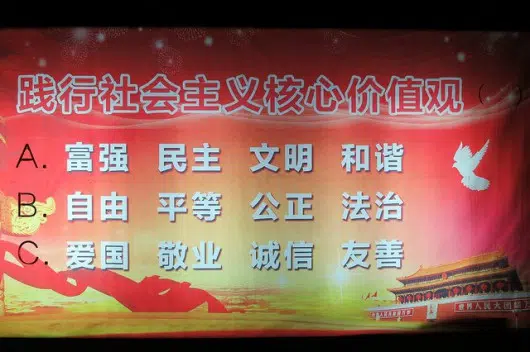 践行社会主义核心价值观（ ）
A. 富强 民主 文明 和谐
B. 自由 平等 公正 法治
C. 爱国 敬业 诚信 友善
世界人民大团结